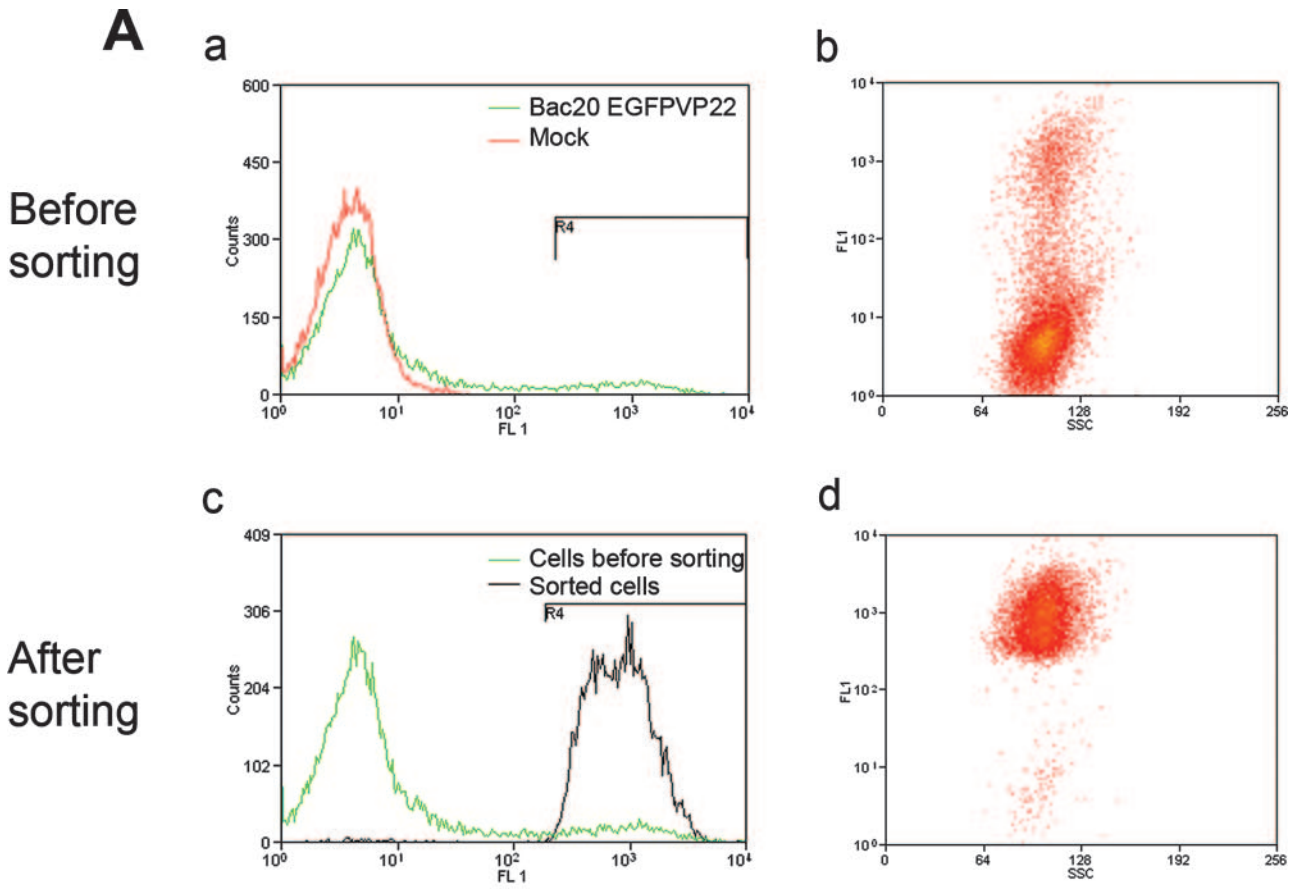 A
a
b
Before
sorting
600
450
300
150
0
Counts
Bac20 EGFPVP22
Mock
R4
10⁰
10¹
10²
10³
10⁴
FL 1
10⁴
10³
10²
10¹
10⁰
FL1
0
64
128
192
256
SSC
c
d
After
sorting
409
306
204
102
0
Counts
Cells before sorting
Sorted cells
R4
10⁰
10¹
10²
10³
10⁴
FL 1
10⁴
10³
10²
10¹
10⁰
FL1
0
64
128
192
256
SSC